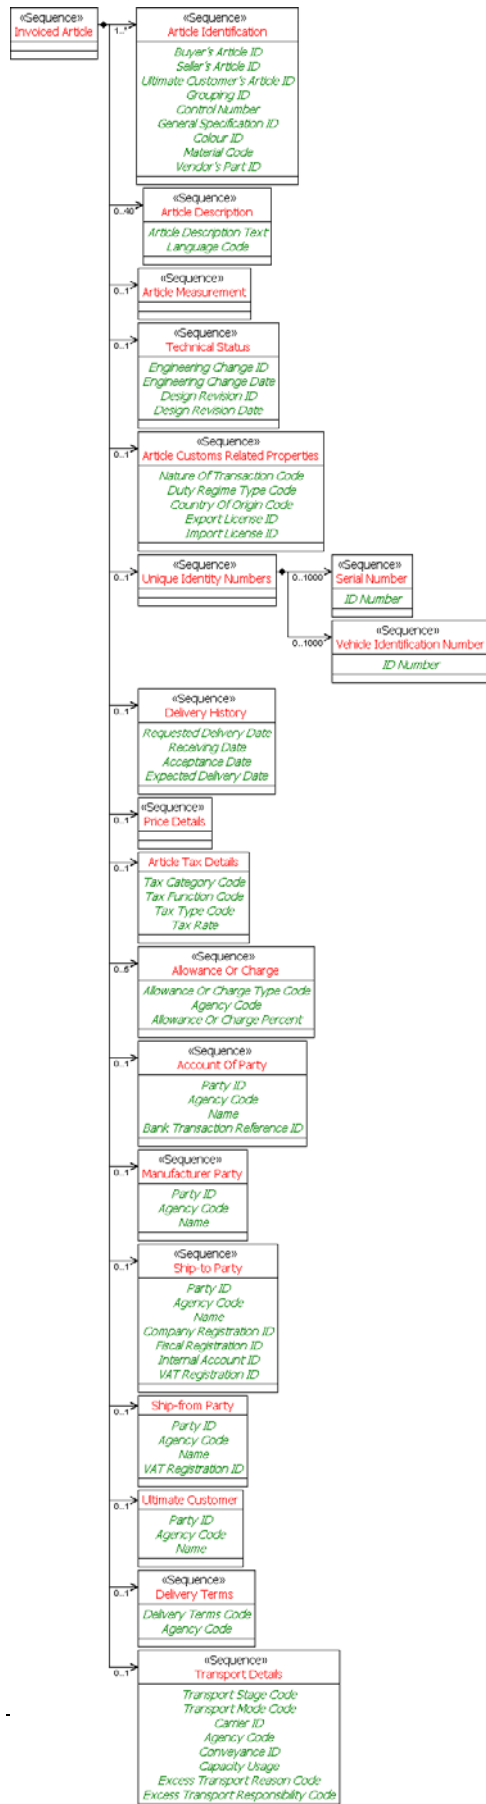 «Sequence»
Invoiced Article
1..*
«Sequence»
Article Identification
Buyer's Article ID
Seller's Article ID
Ultimate Customer's Article ID
Grouping ID
Control Number
General Specification ID
Colour ID
Material Code
Vendor's Part ID
0..40
«Sequence»
Article Description
Article Description Text
Language Code
0..1
«Sequence»
Article Measurement
0..1
«Sequence»
Technical Status
Engineering Change ID
Engineering Change Date
Design Revision ID
Design Revision Date
0..1
«Sequence»
Article Customs Related Properties
Nature Of Transaction Code
Duty Regime Type Code
Country Of Origin Code
Export License ID
Import License ID
0..1
«Sequence»
Unique Identity Numbers
0..1000
«Sequence»
Serial Number
ID Number
0..1000
«Sequence»
Vehicle Identification Number
ID Number
0..1
«Sequence»
Delivery History
Requested Delivery Date
Receiving Date
Acceptance Date
Expected Delivery Date
0..1
«Sequence»
Price Details
0..1
Article Tax Details
Tax Category Code
Tax Function Code
Tax Type Code
Tax Rate
0..5
«Sequence»
Allowance Or Charge
Allowance Or Charge Type Code
Agency Code
Allowance Or Charge Percent
0..1
«Sequence»
Account Of Party
Party ID
Agency Code
Name
Bank Transaction Reference ID
0..1
«Sequence»
Manufacturer Party
Party ID
Agency Code
Name
0..1
«Sequence»
Ship-to Party
Party ID
Agency Code
Name
Company Registration ID
Fiscal Registration ID
Internal Account ID
VAT Registration ID
0..1
Ship-from Party
Party ID
Agency Code
Name
VAT Registration ID
0..1
Ultimate Customer
Party ID
Agency Code
Name
0..1
«Sequence»
Delivery Terms
Delivery Terms Code
Agency Code
0..1
«Sequence»
Transport Details
Transport Stage Code
Transport Mode Code
Carrier ID
Agency Code
Conveyance ID
Capacity Usage
Excess Transport Reason Code
Excess Transport Responsibility Code
-